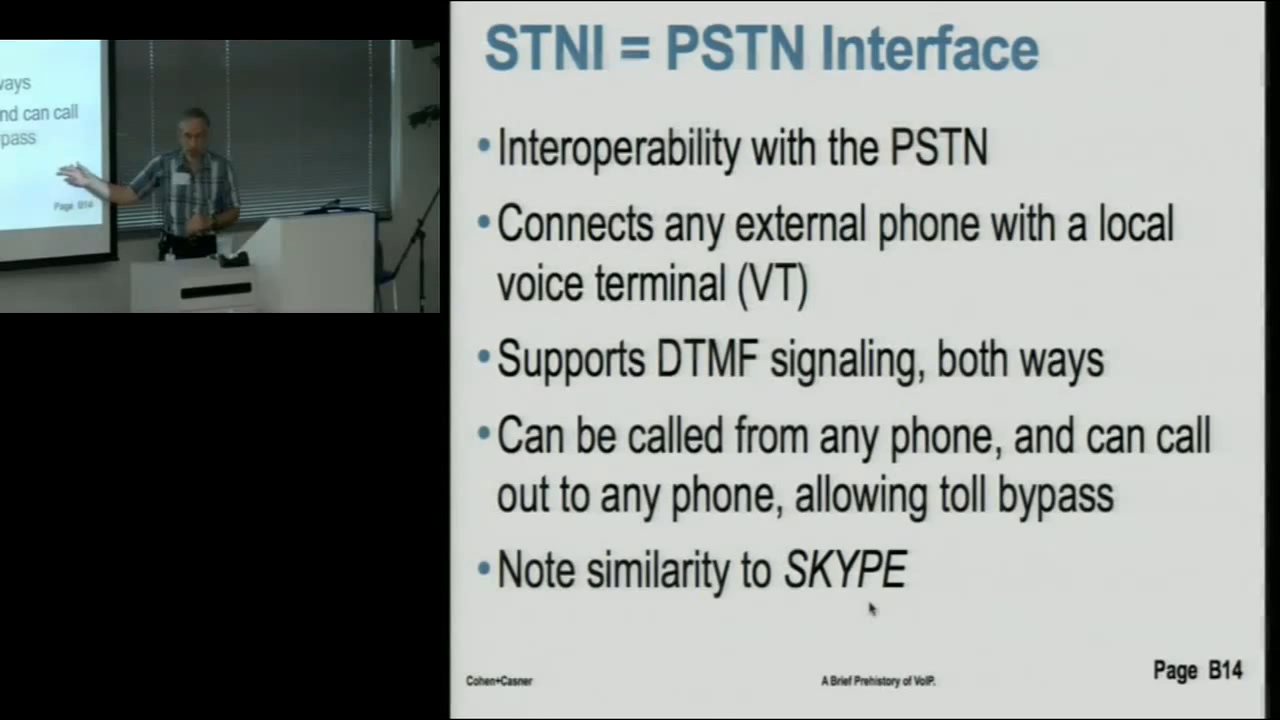 STNI = PSTN Interface
• Interoperability with the PSTN
• Connects any external phone with a local
voice terminal (VT)
• Supports DTMF signaling, both ways
• Can be called from any phone, and can call
out to any phone, allowing toll bypass
• Note similarity to SKYPE
Cohen+Casner
A Brief Prehistory of VoIP.
Page B14
ways
nd can call
pass
Page B14